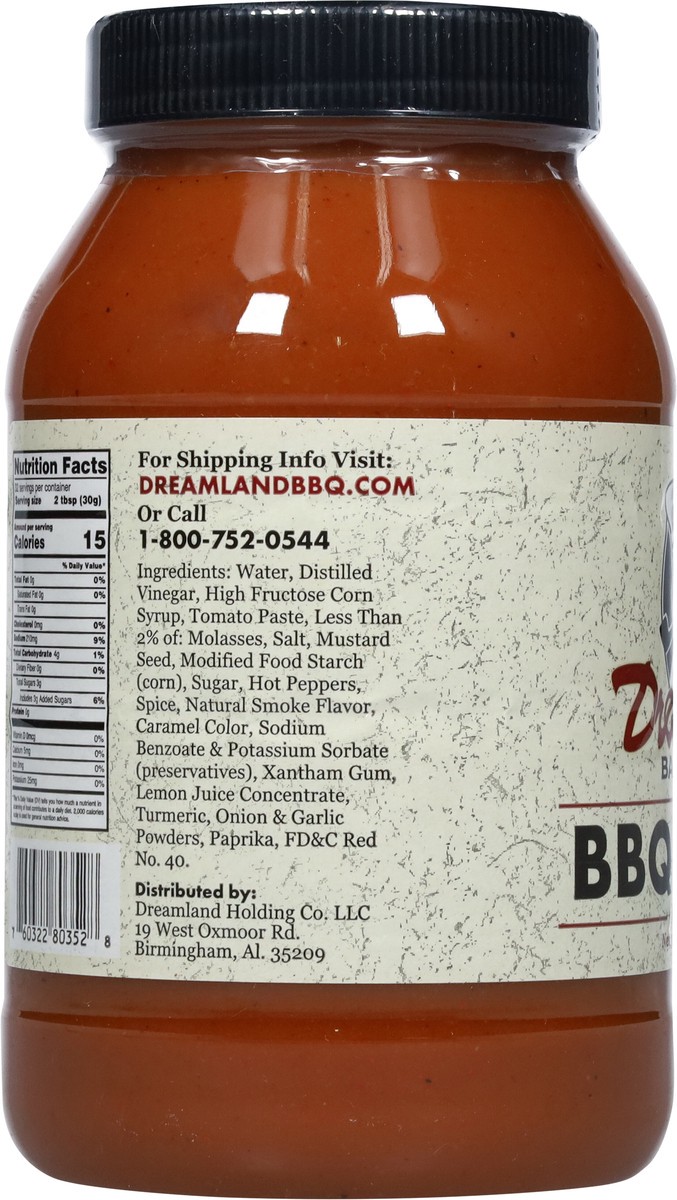 Nutrition Facts
servings per container
Serving size 2 tbsp (30g)
Amount per serving
Calories 15
% Daily Value*
Total Fat 0g 0%
Saturated Fat 0g 0%
Trans Fat 0g
Cholesterol 0mg 0%
Sodium 210mg 9%
Total Carbohydrate 4g 1%
Dietary Fiber 0g 0%
Total Sugars 3g
Includes 3g Added Sugars 6%
Protein 0g
Vitamin D 0mcg 0%
Calcium 5mg 0%
Iron 0mg 0%
Potassium 25mg 0%
60322 80352 8
For Shipping Info Visit:
DREAMLANDBBQ.COM
Or Call
1-800-752-0544
Ingredients: Water, Distilled
Vinegar, High Fructose Corn
Syrup, Tomato Paste, Less Than
2% of: Molasses, Salt, Mustard
Seed, Modified Food Starch
(corn), Sugar, Hot Peppers,
Spice, Natural Smoke Flavor,
Caramel Color, Sodium
Benzoate & Potassium Sorbate
(preservatives), Xantham Gum,
Lemon Juice Concentrate,
Turmeric, Onion & Garlic
Powders, Paprika, FD&C Red
No. 40.
Distributed by:
Dreamland Holding Co. LLC
19 West Oxmoor Rd.
Birmingham, Al. 35209
Dre
BA
BBQ